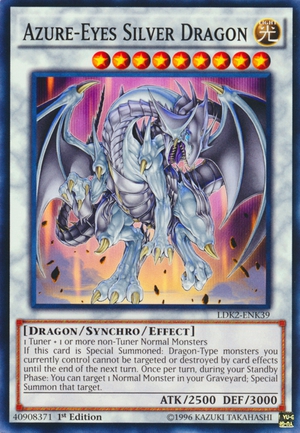 AZURE-EYES SILVER DRAGON
LIGHT
光
LDK2-ENK39
[DRAGON/SYNCHRO/EFFECT]
1 Tuner + 1 or more non-Tuner Normal Monsters
If this card is Special Summoned: Dragon-Type monsters you
currently control cannot be targeted or destroyed by card effects
until the end of the next turn. Once per turn, during your Standby
Phase: You can target 1 Normal Monster in your Graveyard; Special
Summon that target.
ATK/2500 DEF/3000
40908371 1st Edition ©1996 KAZUKI TAKAHASHI